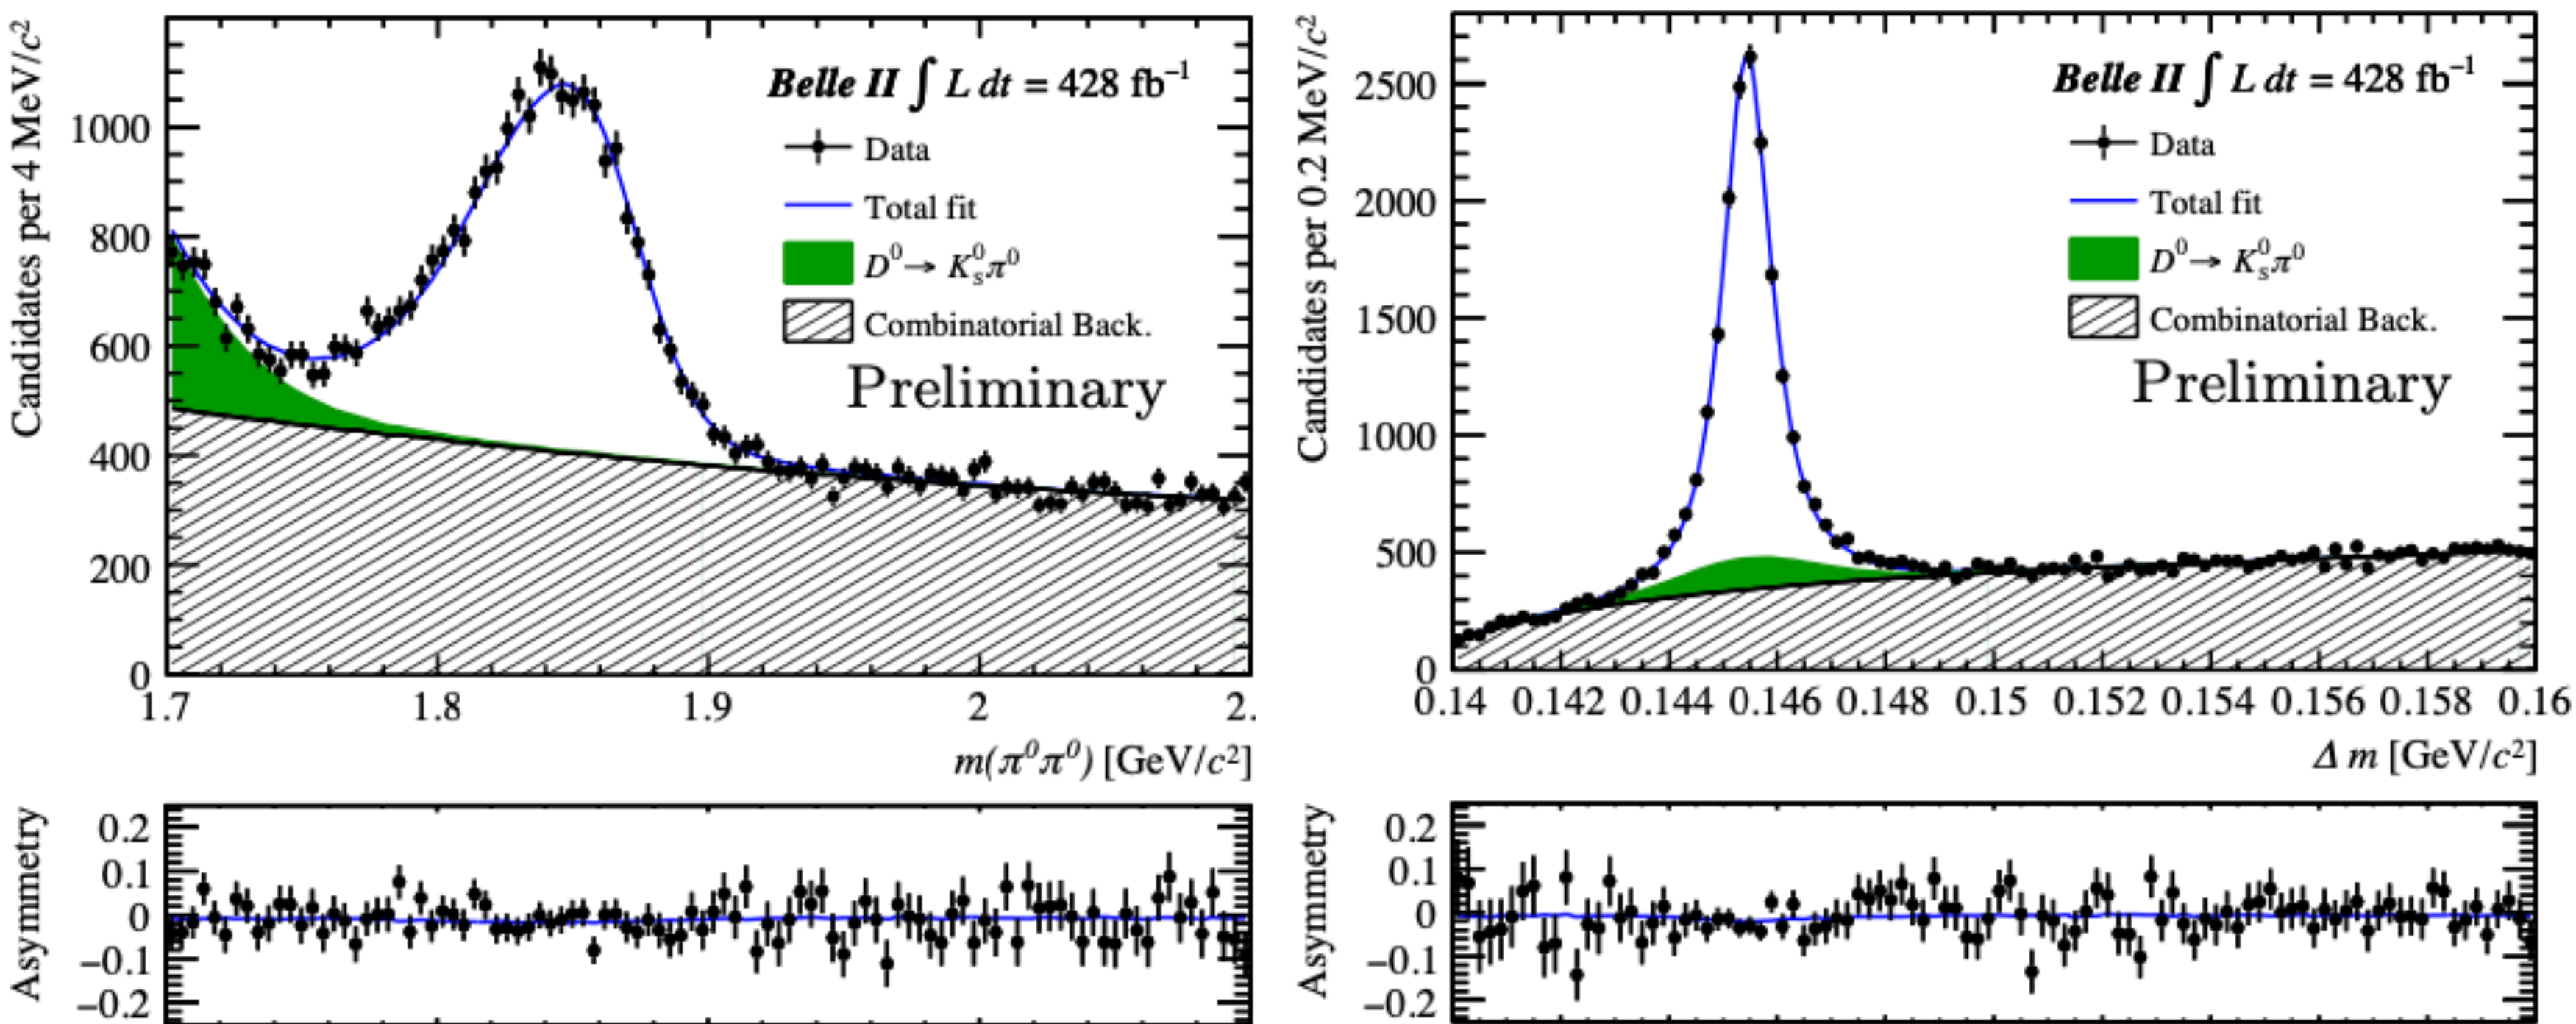 Candidates per 4 MeV/c²
1000
800
600
400
200
0
Belle II ∫ L dt = 428 fb⁻¹
Data
Total fit
D⁰→ K⁰ₛπ⁰
Combinatorial Back.
Preliminary
1.7 1.8 1.9 2 2.
m(π⁰π⁰) [GeV/c²]
Asymmetry
0.2
0.1
0
−0.1
−0.2
Candidates per 0.2 MeV/c²
2500
2000
1500
1000
500
0
Belle II ∫ L dt = 428 fb⁻¹
Data
Total fit
D⁰→ K⁰ₛπ⁰
Combinatorial Back.
Preliminary
0.14 0.142 0.144 0.146 0.148 0.15 0.152 0.154 0.156 0.158 0.16
Δ m [GeV/c²]
Asymmetry
0.2
0.1
0
−0.1
−0.2